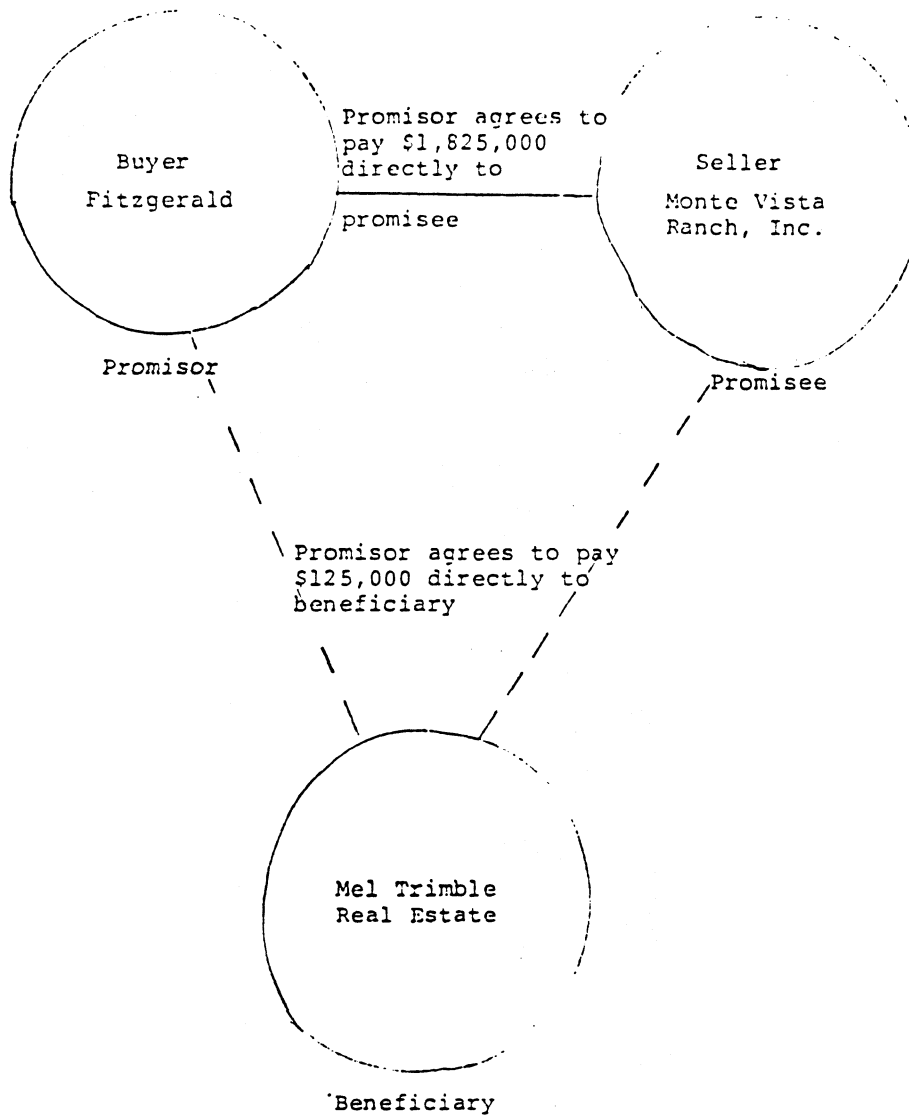 Promisor agrees to
pay $1,825,000
directly to
promisee
Buyer
Fitzgerald
Seller
Monte Vista
Ranch, Inc.
Promisor
Promisee
Promisor agrees to pay
$125,000 directly to
beneficiary
Mel Trimble
Real Estate
Beneficiary